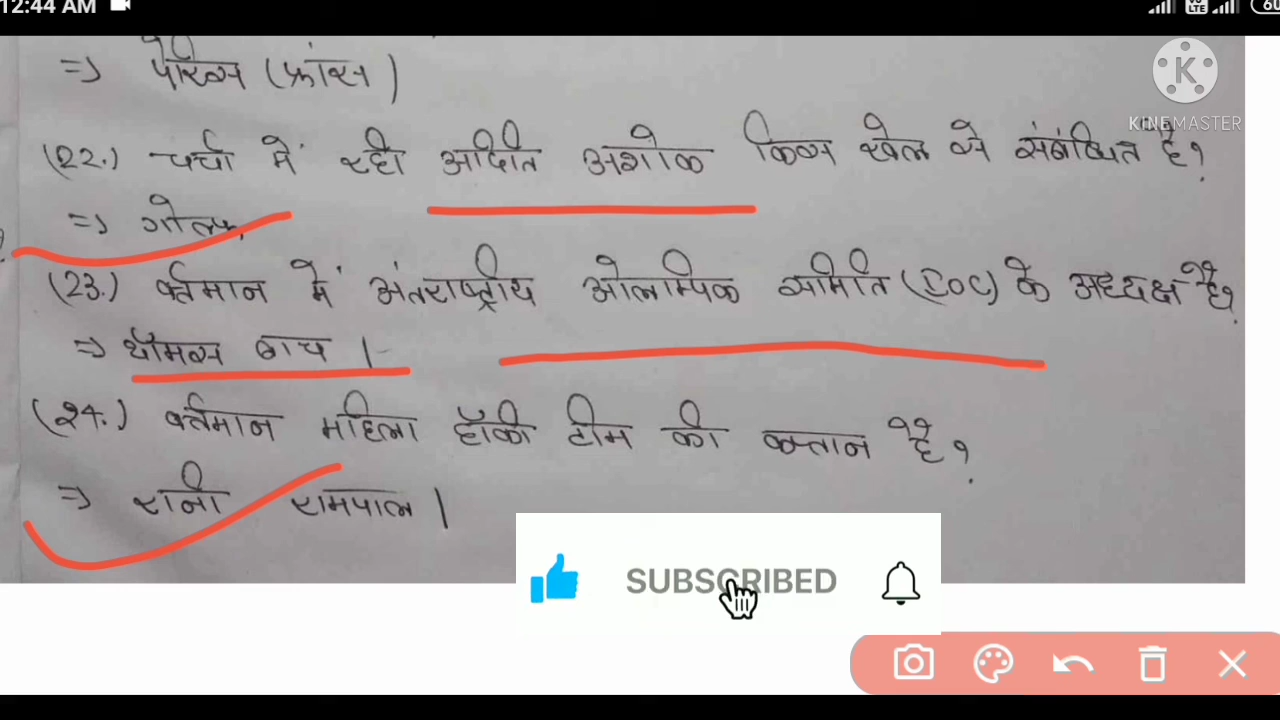 12:44 AM
=> पेरिस (फ्रांस)
KINEMASTER
(22.) चर्चा में रही अदिति अशोक किस खेल से संबंधित है?
=> गोल्फ
(23.) वर्तमान में अंतराष्ट्रीय ओलम्पिक समिति (IOC) के अध्यक्ष है?
=> थॉमस बाच ।
(24.) वर्तमान महिला हॉकी टीम की कप्तान है?
=> रानी रामपाल ।
SUBSCRIBED